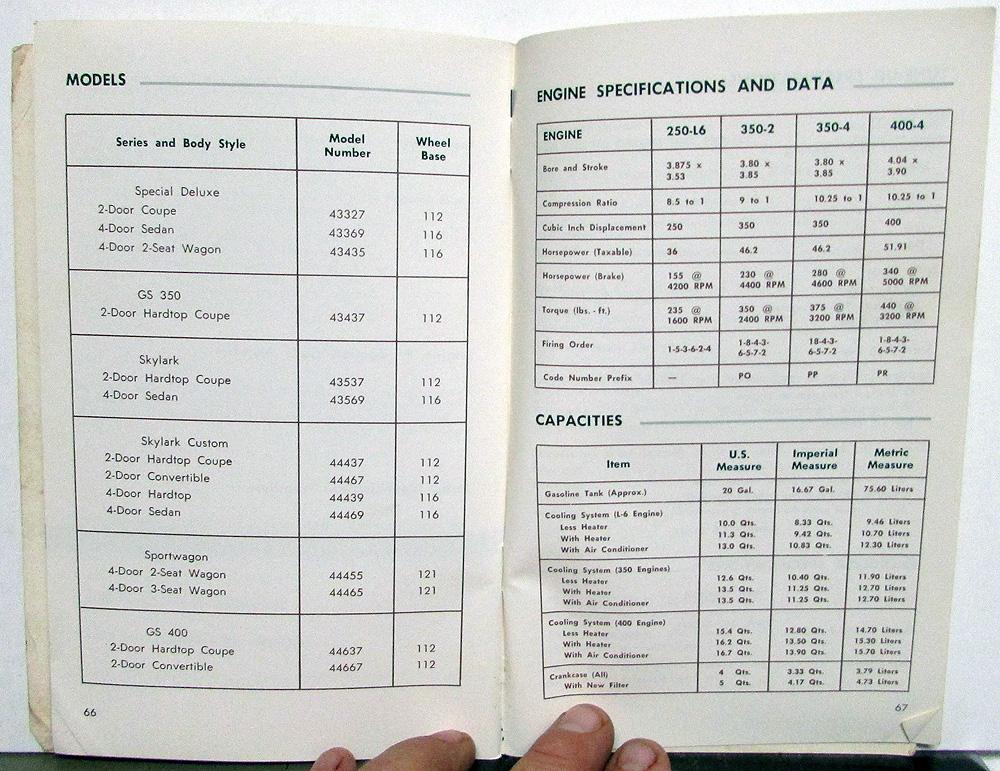 MODELS
Series and Body Style Model Number Wheel Base
Special Deluxe
2-Door Coupe 43327 112
4-Door Sedan 43369 116
4-Door 2-Seat Wagon 43435 116
GS 350
2-Door Hardtop Coupe 43437 112
Skylark
2-Door Hardtop Coupe 43537 112
4-Door Sedan 43569 116
Skylark Custom
2-Door Hardtop Coupe 44437 112
2-Door Convertible 44467 112
4-Door Hardtop 44439 116
4-Door Sedan 44469 116
Sportwagon
4-Door 2-Seat Wagon 44455 121
4-Door 3-Seat Wagon 44465 121
GS 400
2-Door Hardtop Coupe 44637 112
2-Door Convertible 44667 112
66
ENGINE SPECIFICATIONS AND DATA
ENGINE 250-L6 350-2 350-4 400-4
Bore and Stroke 3.875 x 3.53 3.80 x 3.85 3.80 x 3.85 4.04 x 3.90
Compression Ratio 8.5 to 1 9 to 1 10.25 to 1 10.25 to 1
Cubic Inch Displacement 250 350 350 400
Horsepower (Taxable) 36 46.2 46.2 51.91
Horsepower (Brake) 155 @ 4200 RPM 230 @ 4400 RPM 280 @ 4600 RPM 340 @ 5000 RPM
Torque (lbs. - ft.) 235 @ 1600 RPM 350 @ 2400 RPM 375 @ 3200 RPM 440 @ 3200 RPM
Firing Order 1-5-3-6-2-4 1-8-4-3-6-5-7-2 18-4-3-6-5-7-2 1-8-4-3-6-5-7-2
Code Number Prefix — PO PP PR
CAPACITIES
Item U.S. Measure Imperial Measure Metric Measure
Gasoline Tank (Approx.) 20 Gal. 16.67 Gal. 75.60 Liters
Cooling System (L-6 Engine)
Less Heater 10.0 Qts. 8.33 Qts. 9.46 Liters
With Heater 11.3 Qts. 9.42 Qts. 10.70 Liters
With Air Conditioner 13.0 Qts. 10.83 Qts. 12.30 Liters
Cooling System (350 Engines)
Less Heater 12.6 Qts. 10.40 Qts. 11.90 Liters
With Heater 13.5 Qts. 11.25 Qts. 12.70 Liters
With Air Conditioner 13.5 Qts. 11.25 Qts. 12.70 Liters
Cooling System (400 Engine)
Less Heater 15.4 Qts. 12.80 Qts. 14.70 Liters
With Heater 16.2 Qts. 13.50 Qts. 15.30 Liters
With Air Conditioner 16.7 Qts. 13.90 Qts. 15.70 Liters
Crankcase (All) 4 Qts. 3.33 Qts. 3.79 Liters
With New Filter 5 Qts. 4.17 Qts. 4.73 Liters
67